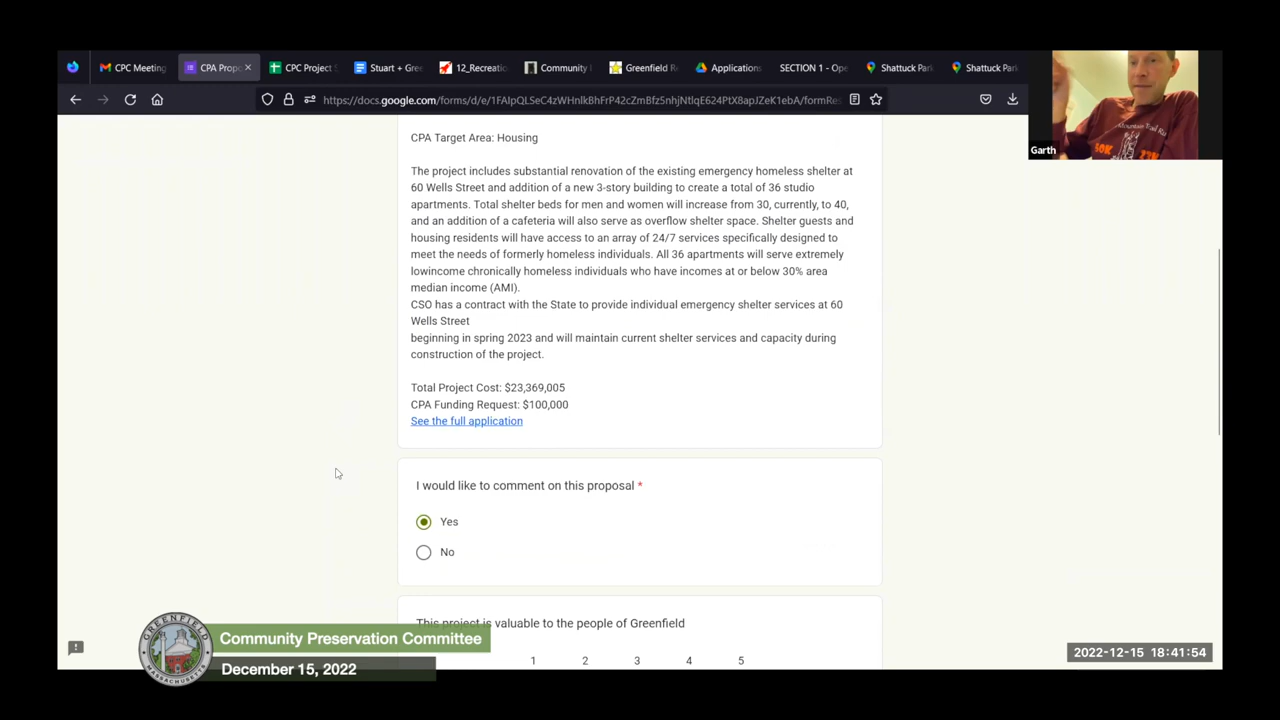 CPC Meeting
CPA Propo
CPC Project S
Stuart + Gree
12_Recreatio
Community
Greenfield R
Applications
SECTION 1 - Ope
Shattuck Park
Shattuck Park
https://docs.google.com/forms/d/e/
Garth
CPA Target Area: Housing
The project includes substantial renovation of the existing emergency homeless shelter at
60 Wells Street and addition of a new 3-story building to create a total of 36 studio
apartments. Total shelter beds for men and women will increase from 30, currently, to 40,
and an addition of a cafeteria will also serve as overflow shelter space. Shelter guests and
housing residents will have access to an array of 24/7 services specifically designed to
meet the needs of formerly homeless individuals. All 36 apartments will serve extremely
lowincome chronically homeless individuals who have incomes at or below 30% area
median income (AMI).
CSO has a contract with the State to provide individual emergency shelter services at 60
Wells Street
beginning in spring 2023 and will maintain current shelter services and capacity during
construction of the project.
Total Project Cost: $23,369,005
CPA Funding Request: $100,000
See the full application
I would like to comment on this proposal *
Yes
No
This project is valuable to the people of Greenfield
1 2 3 4 5
GREENFIELD
MASSACHUSETTS
Community Preservation Committee
December 15, 2022
2022-12-15 18:41:54